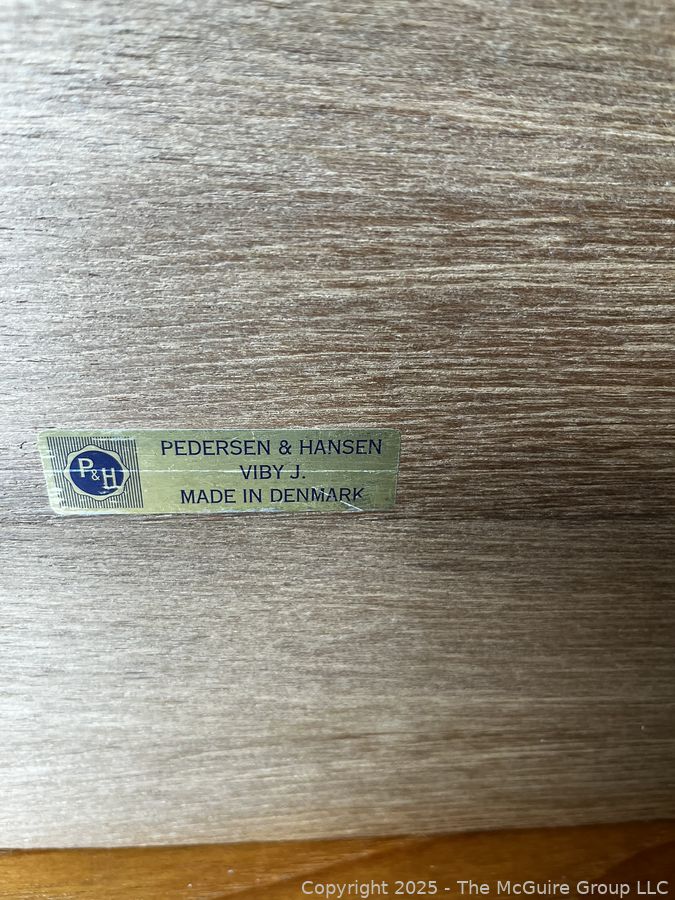 P&H
PEDERSEN & HANSEN
VIBY J.
MADE IN DENMARK
Copyright 2025 - The McGuire Group LLC